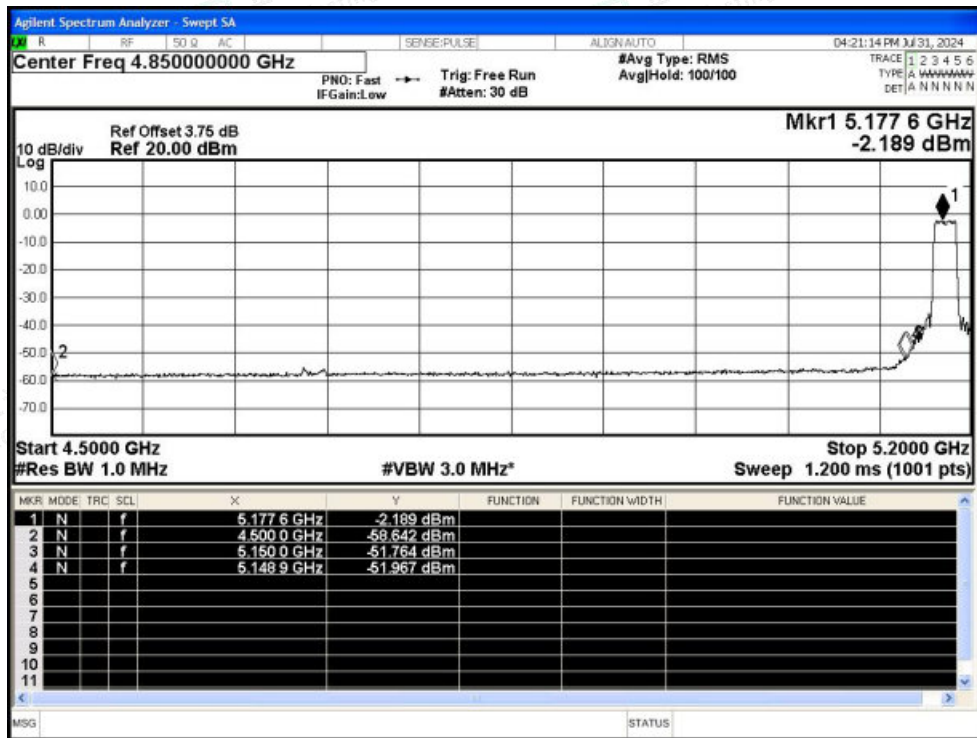 Agilent Spectrum Analyzer - Swept SA
LXI R RF 50 Ω AC SENSE:PULSE ALIGNAUTO 04:21:14 PM Jul 31, 2024
Center Freq 4.850000000 GHz
#Avg Type: RMS
TRACE 1 2 3 4 5 6
PNO: Fast
Trig: Free Run
Avg|Hold: 100/100
TYPE A WWWWW
IFGain:Low
#Atten: 30 dB
DET A N N N N N
Mkr1 5.177 6 GHz
Ref Offset 3.75 dB
-2.189 dBm
10 dB/div Ref 20.00 dBm
Log
10.0
1
0.00
-10.0
-20.0
-30.0
-40.0
-50.0
2
-60.0
-70.0
Start 4.5000 GHz
Stop 5.2000 GHz
#Res BW 1.0 MHz
#VBW 3.0 MHz*
Sweep 1.200 ms (1001 pts)
MKR MODE TRC SCL X Y FUNCTION FUNCTION WIDTH FUNCTION VALUE
1 N f 5.177 6 GHz -2.189 dBm
2 N f 4.500 0 GHz -58.642 dBm
3 N f 5.150 0 GHz -51.764 dBm
4 N f 5.148 9 GHz -51.967 dBm
5
6
7
8
9
10
11
MSG STATUS